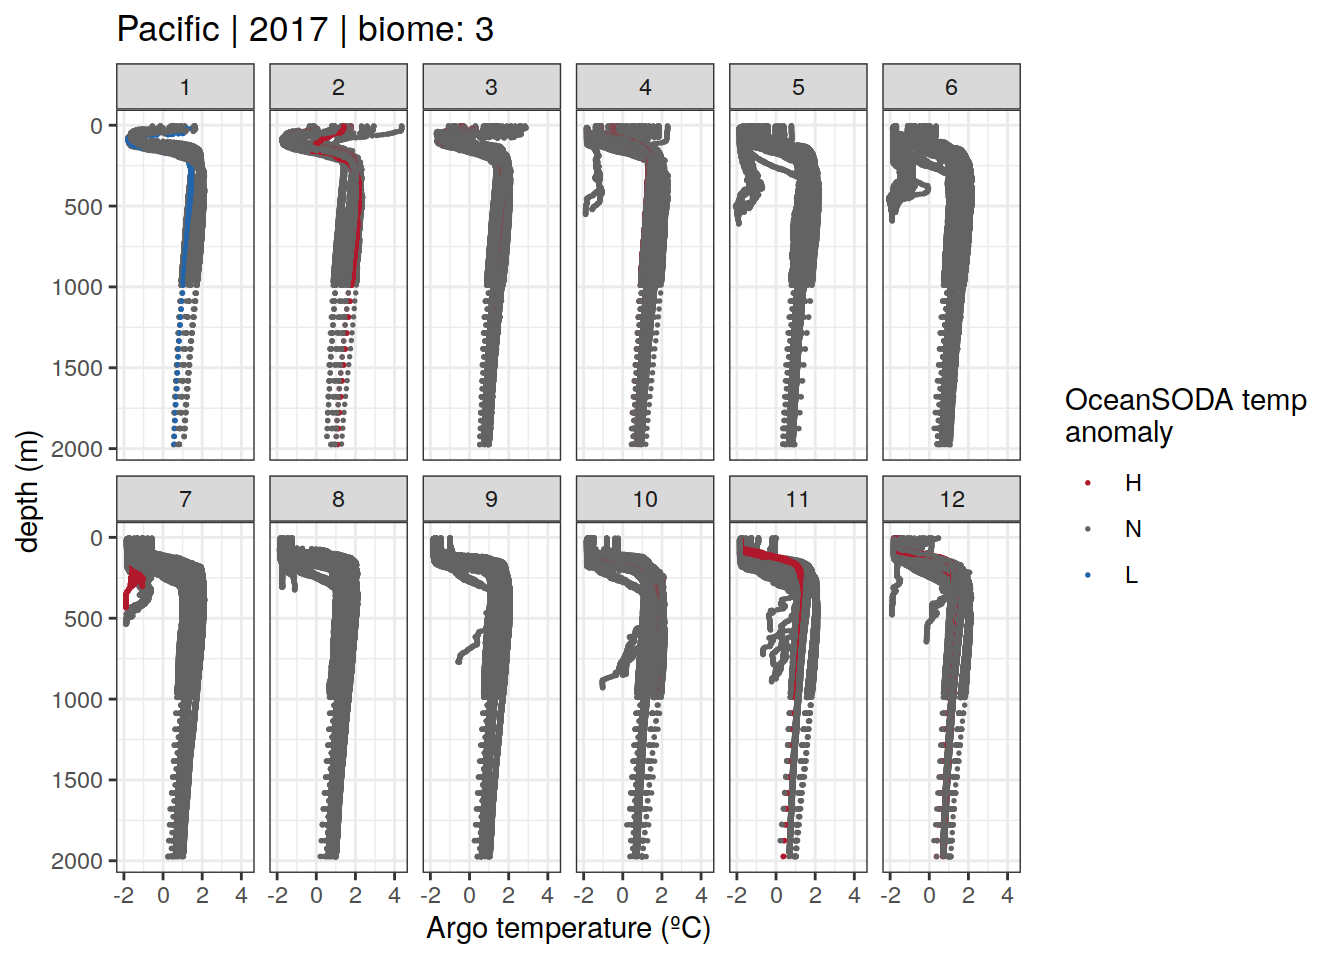 Pacific | 2017 | biome: 3
1 2 3 4 5 6
0
500
1000
1500
2000
7 8 9 10 11 12
0
500
1000
1500
2000
-2 0 2 4 -2 0 2 4 -2 0 2 4 -2 0 2 4 -2 0 2 4 -2 0 2 4
Argo temperature (ºC)
depth (m)
OceanSODA temp
anomaly
H
N
L